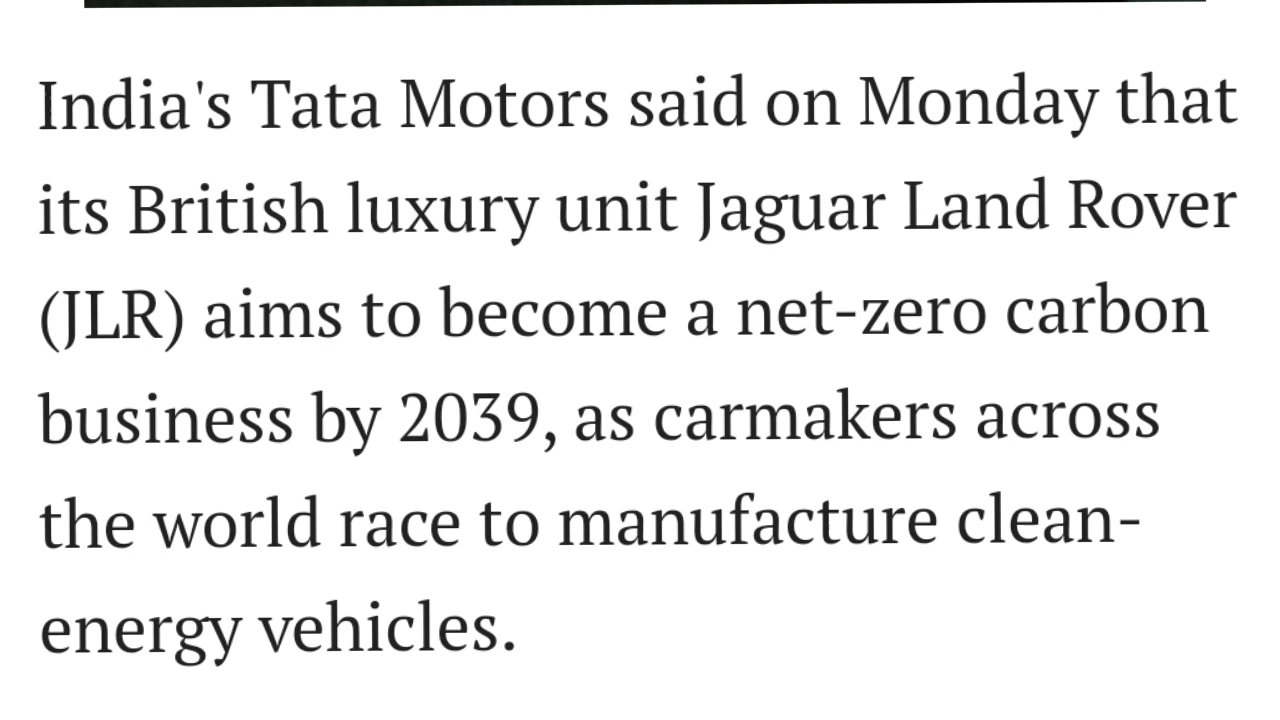 India's Tata Motors said on Monday that
its British luxury unit Jaguar Land Rover
(JLR) aims to become a net-zero carbon
business by 2039, as carmakers across
the world race to manufacture clean-
energy vehicles.